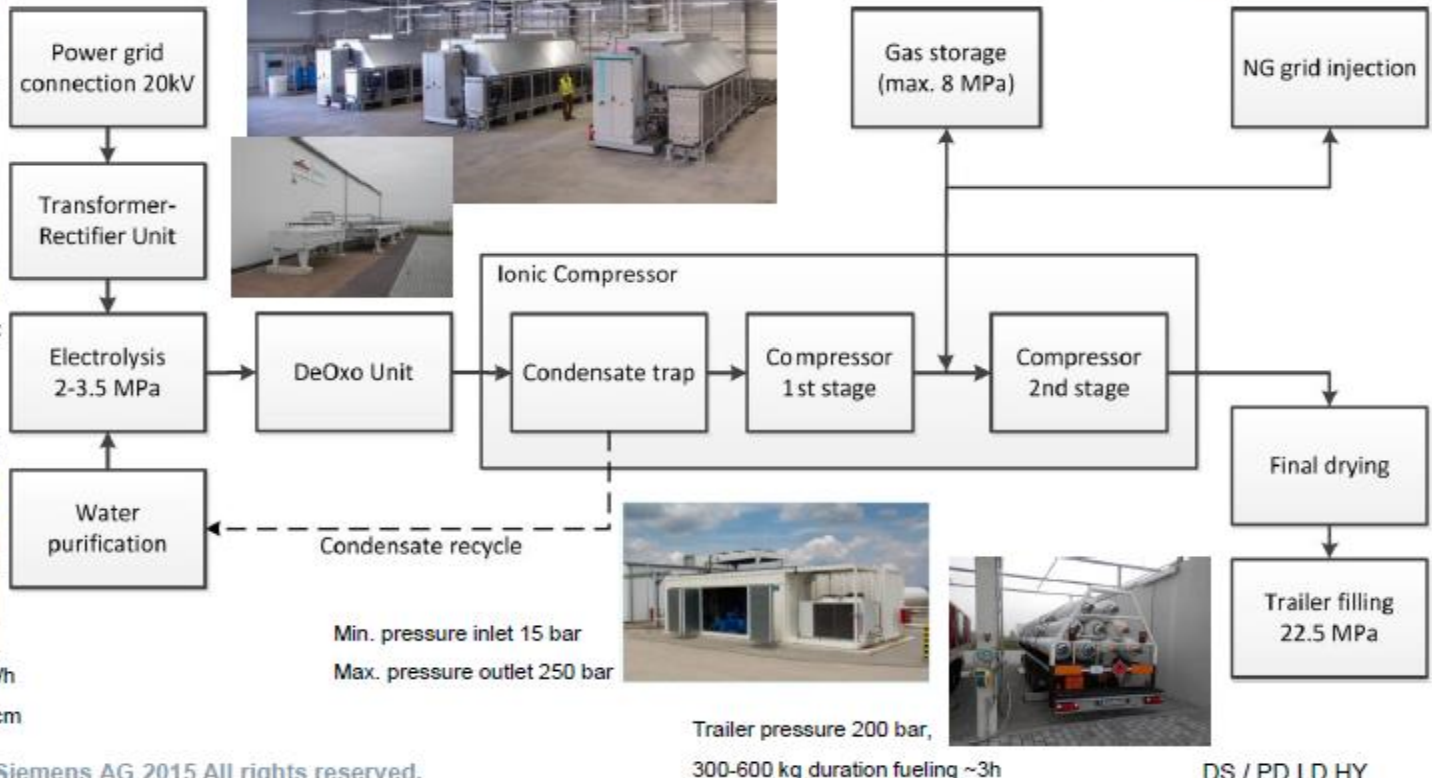 Power grid
connection 20kV
Gas storage
(max. 8 MPa)
NG grid injection
Transformer-
Rectifier Unit
Ionic Compressor
Electrolysis
2-3.5 MPa
DeOxo Unit
Condensate trap
Compressor
1st stage
Compressor
2nd stage
Final drying
Water
purification
Condensate recycle
Trailer filling
22.5 MPa
Min. pressure inlet 15 bar
Max. pressure outlet 250 bar
/h
cm
Trailer pressure 200 bar,
300-600 kg duration fueling ~3h
Siemens AG 2015 All rights reserved.
DS / PD LD HY